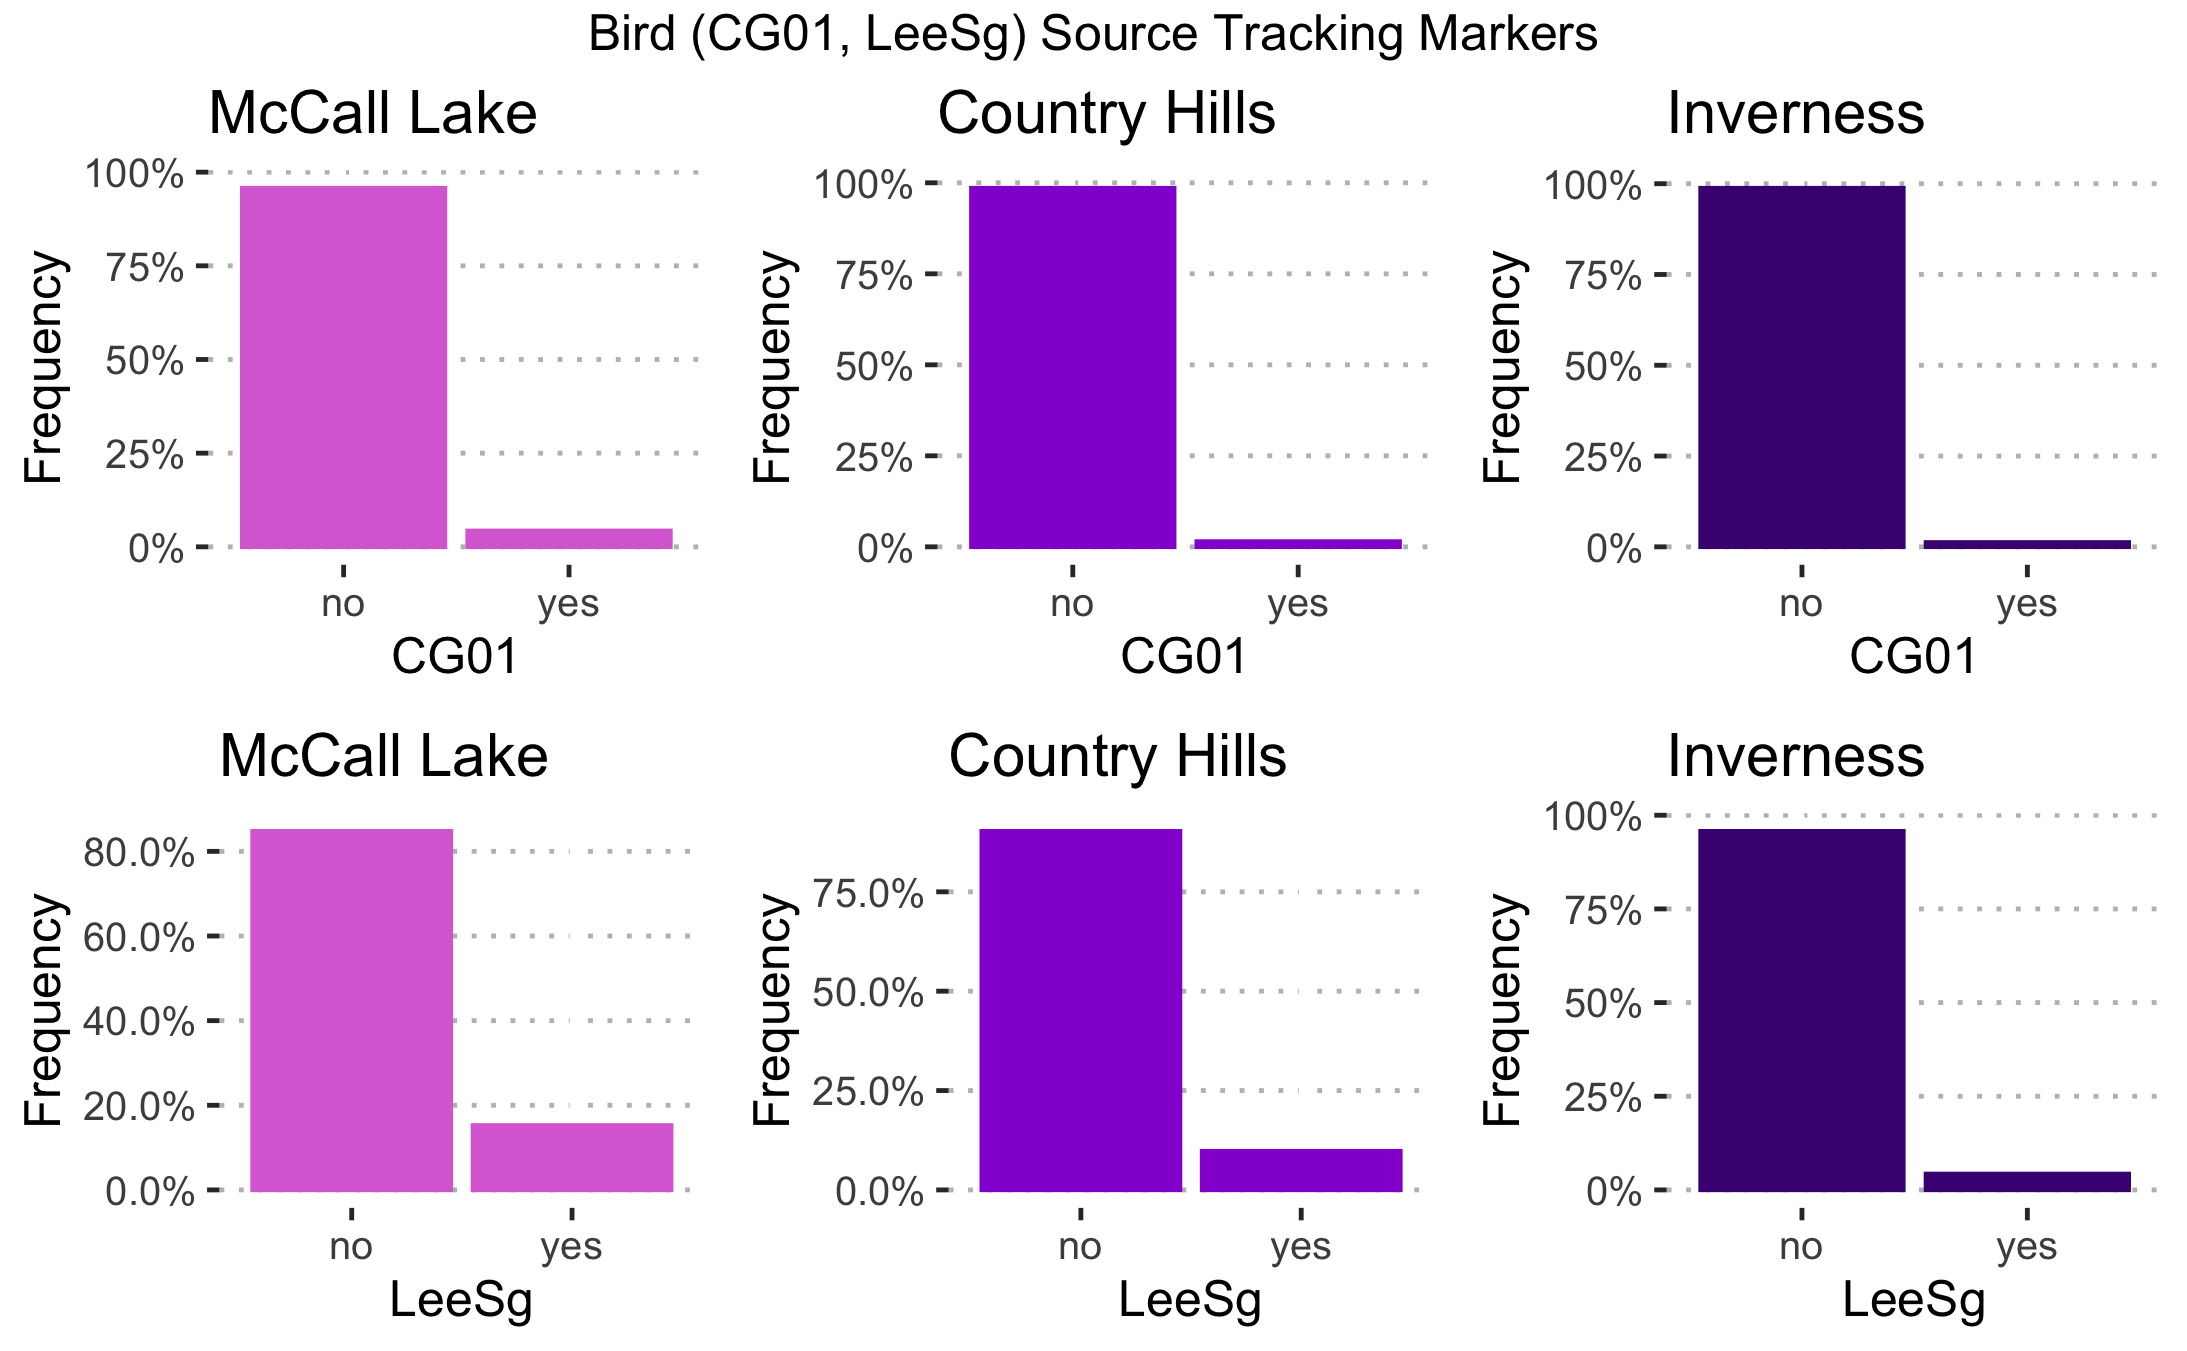 Bird (CG01, LeeSg) Source Tracking Markers
McCall Lake
Frequency
100%
75%
50%
25%
0%
no yes
CG01
Country Hills
Frequency
100%
75%
50%
25%
0%
no yes
CG01
Inverness
Frequency
100%
75%
50%
25%
0%
no yes
CG01
McCall Lake
Frequency
80.0%
60.0%
40.0%
20.0%
0.0%
no yes
LeeSg
Country Hills
Frequency
75.0%
50.0%
25.0%
0.0%
no yes
LeeSg
Inverness
Frequency
100%
75%
50%
25%
0%
no yes
LeeSg